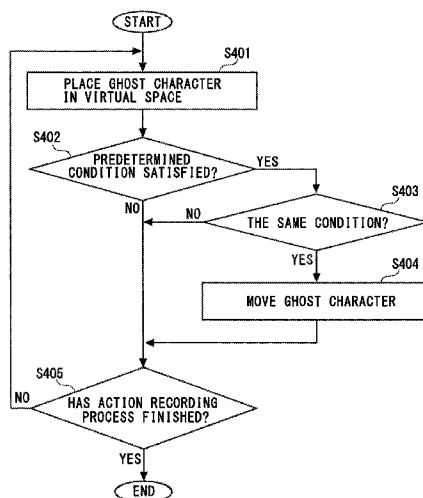 START
S401
PLACE GHOST CHARACTER
IN VIRTUAL SPACE
S402
PREDETERMINED
CONDITION SATISFIED?
YES
NO
S403
THE SAME CONDITION?
NO
YES
S404
MOVE GHOST CHARACTER
S405
HAS ACTION RECORDING
PROCESS FINISHED?
NO
YES
END